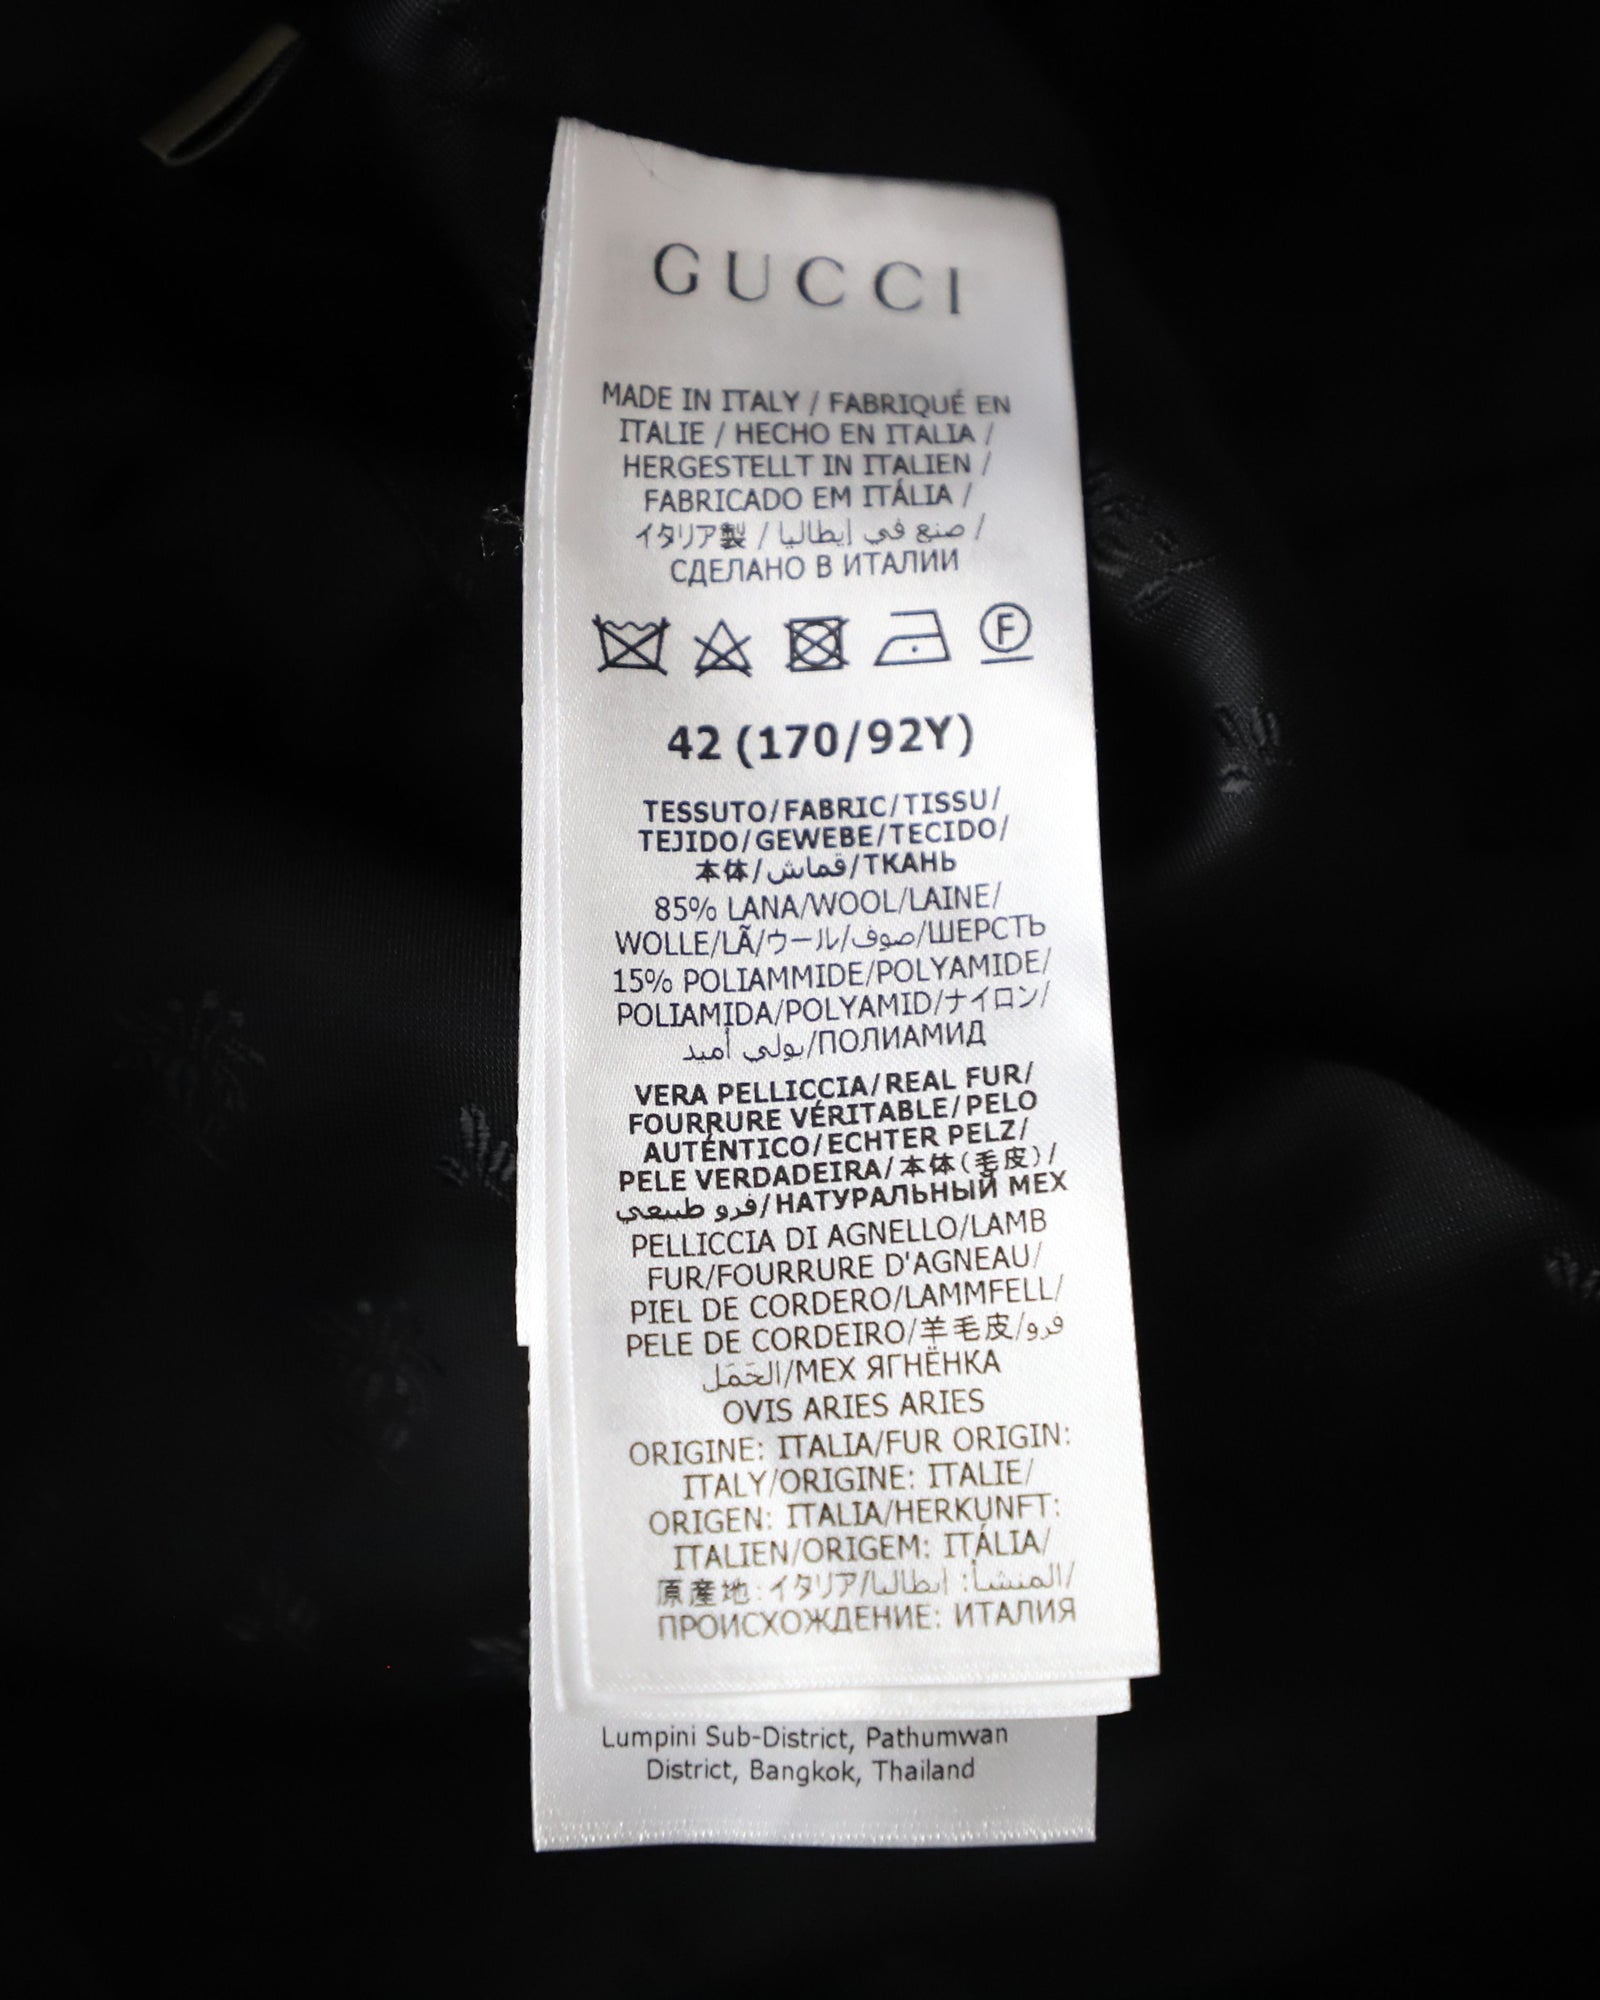 GUCCI
MADE IN ITALY / FABRIQUÉ EN
ITALIE / HECHO EN ITALIA /
HERGESTELLT IN ITALIEN /
FABRICADO EM ITÁLIA /
イタリア製 / صنع في إيطاليا /
СДЕЛАНО В ИТАЛИИ
F
42 (170/92Y)
TESSUTO/FABRIC/TISSU/
TEJIDO/GEWEBE/TECIDO/
本体/قماش/ТКАНЬ
85% LANA/WOOL/LAINE/
WOLLE/LÃ/ウール/صوف/ШЕРСТЬ
15% POLIAMMIDE/POLYAMIDE/
POLIAMIDA/POLYAMID/ナイロン/
بولي أميد/ПОЛИАМИД
VERA PELLICCIA/REAL FUR/
FOURRURE VÉRITABLE/PELO
AUTÉNTICO/ECHTER PELZ/
PELE VERDADEIRA/本体(毛皮)/
فرو طبيعي/НАТУРАЛЬНЫЙ МЕХ
PELLICCIA DI AGNELLO/LAMB
FUR/FOURRURE D'AGNEAU/
PIEL DE CORDERO/LAMMFELL/
PELE DE CORDEIRO/羊毛皮/فرو
الحَمَل/МЕХ ЯГНЁНКА
OVIS ARIES ARIES
ORIGINE: ITALIA/FUR ORIGIN:
ITALY/ORIGINE: ITALIE/
ORIGEN: ITALIA/HERKUNFT:
ITALIEN/ORIGEM: ITÁLIA/
原産地:イタリア/المنشأ: إيطاليا/
ПРОИСХОЖДЕНИЕ: ИТАЛИЯ
Lumpini Sub-District, Pathumwan
District, Bangkok, Thailand